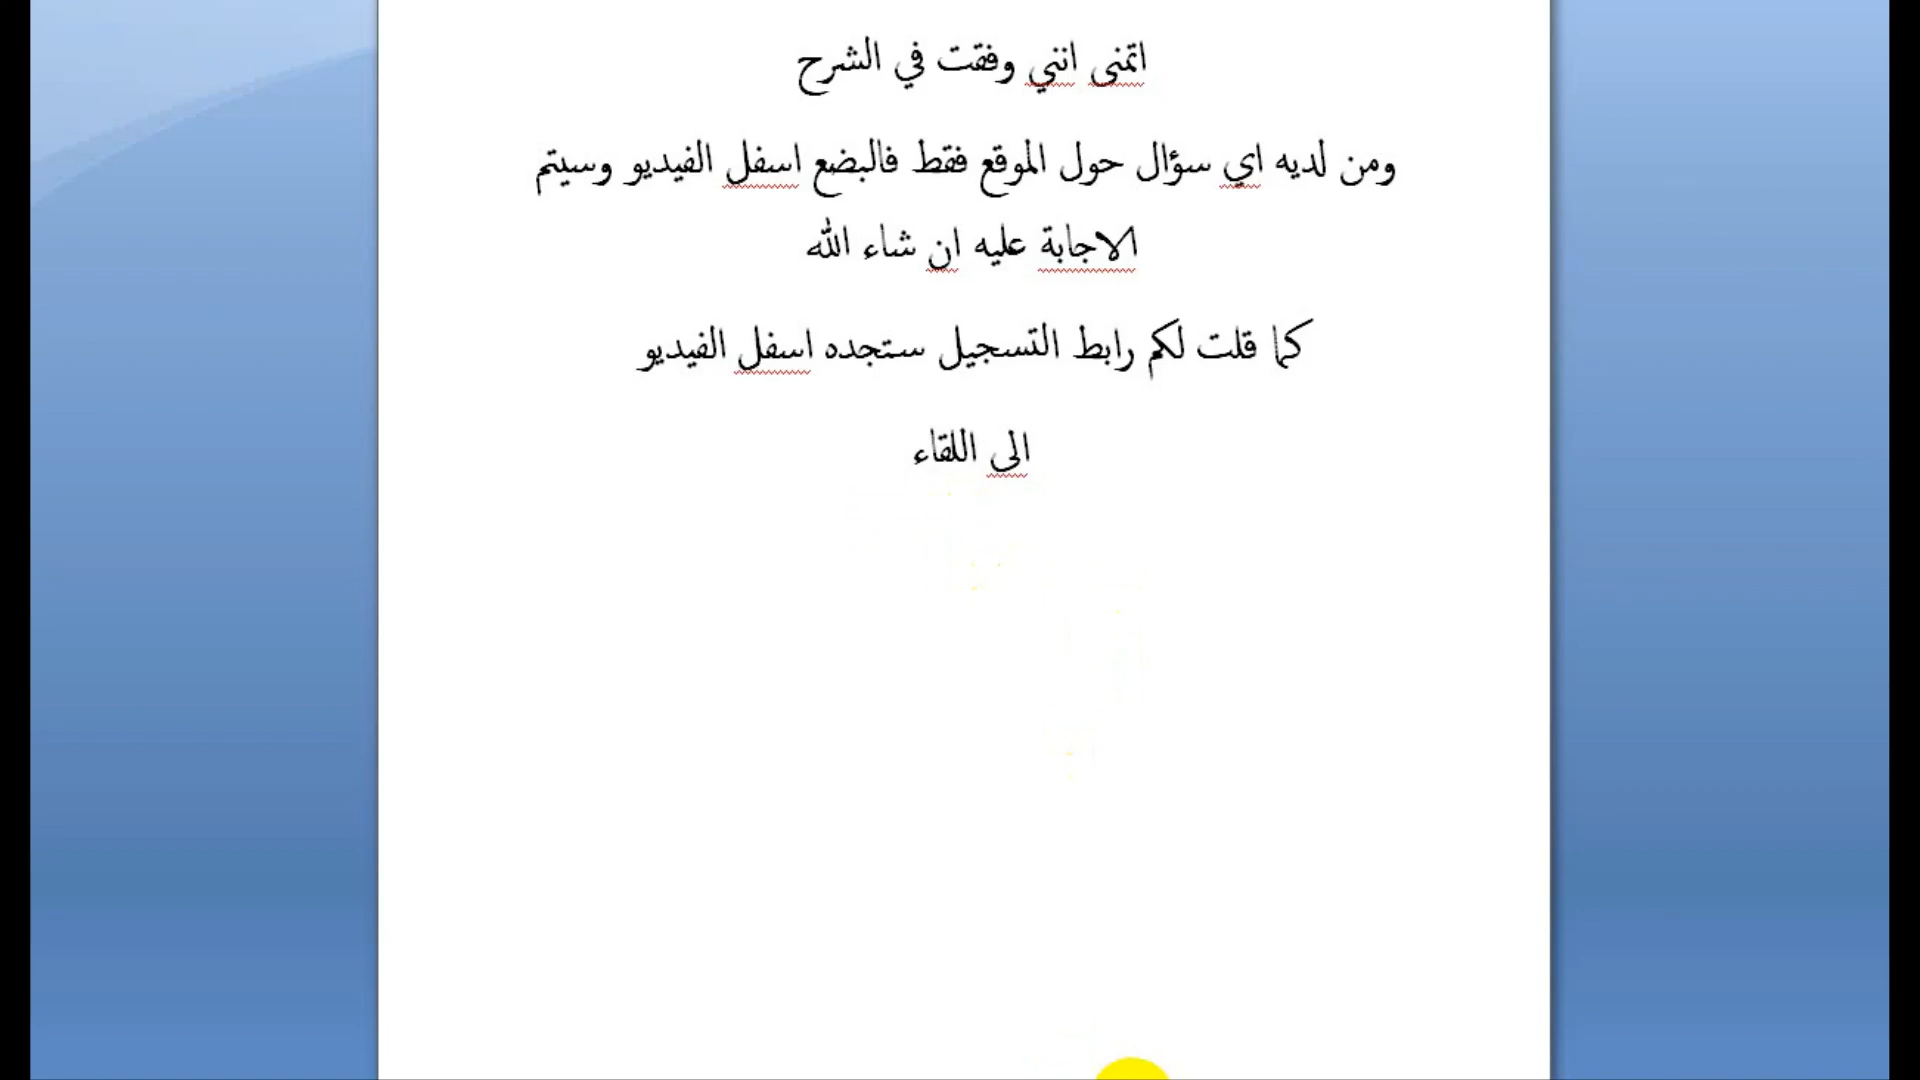 اتمنى انني وفقت في الشرح
ومن لديه اي سؤال حول الموقع فقط فالبضع اسفل الفيديو وسيتم
الاجابة عليه ان شاء الله
كما قلت لكم رابط التسجيل ستجده اسفل الفيديو
الى اللقاء